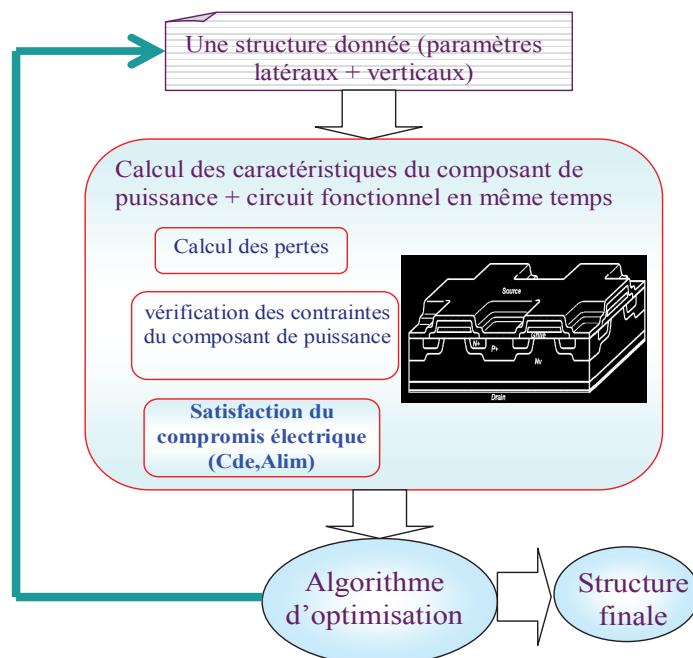 Une structure donnée (paramètres
latéraux + verticaux)
Calcul des caractéristiques du composant de
puissance + circuit fonctionnel en même temps
Calcul des pertes
vérification des contraintes
du composant de puissance
Source
Grille
N+
P+
Nv
Drain
Satisfaction du
compromis électrique
(Cde,Alim)
Algorithme
d'optimisation
Structure
finale